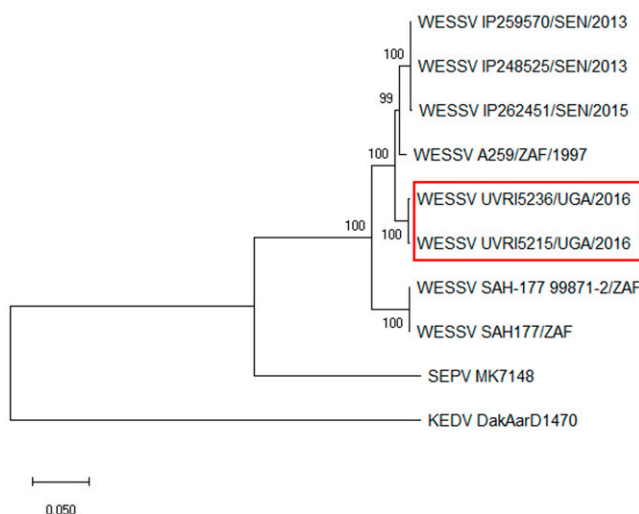 WESSV IP259570/SEN/2013
100
WESSV IP248525/SEN/2013
99
WESSV IP262451/SEN/2015
100
WESSV A259/ZAF/1997
WESSV UVRI5236/UGA/2016
100
100
WESSV UVRI5215/UGA/2016
WESSV SAH-177 99871-2/ZAF
100
WESSV SAH177/ZAF
SEPV MK7148
KEDV DakAarD1470
0.050